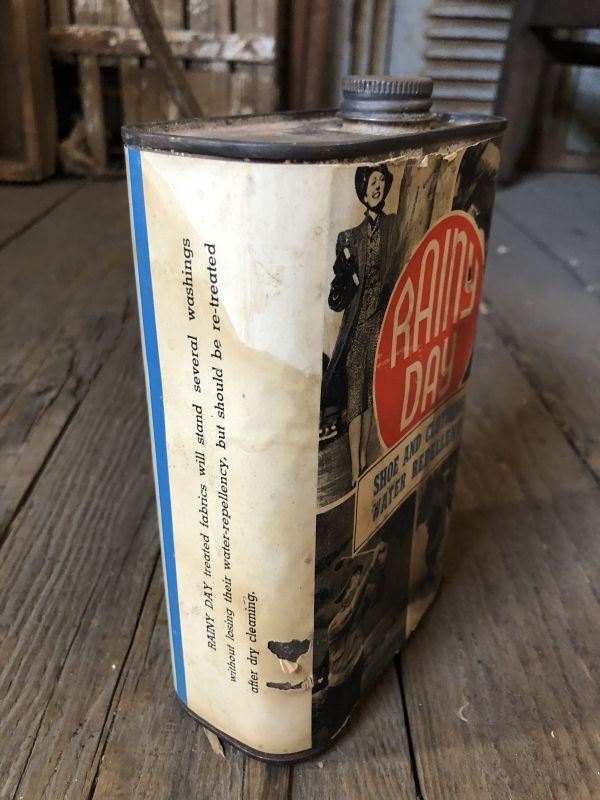 RAINY DAY treated fabrics will stand several washings
without losing their water-repellency, but should be re-treated
after dry cleaning.
RAINY
DAY
SHOE AND CLOTHING
WATER REPELLENT